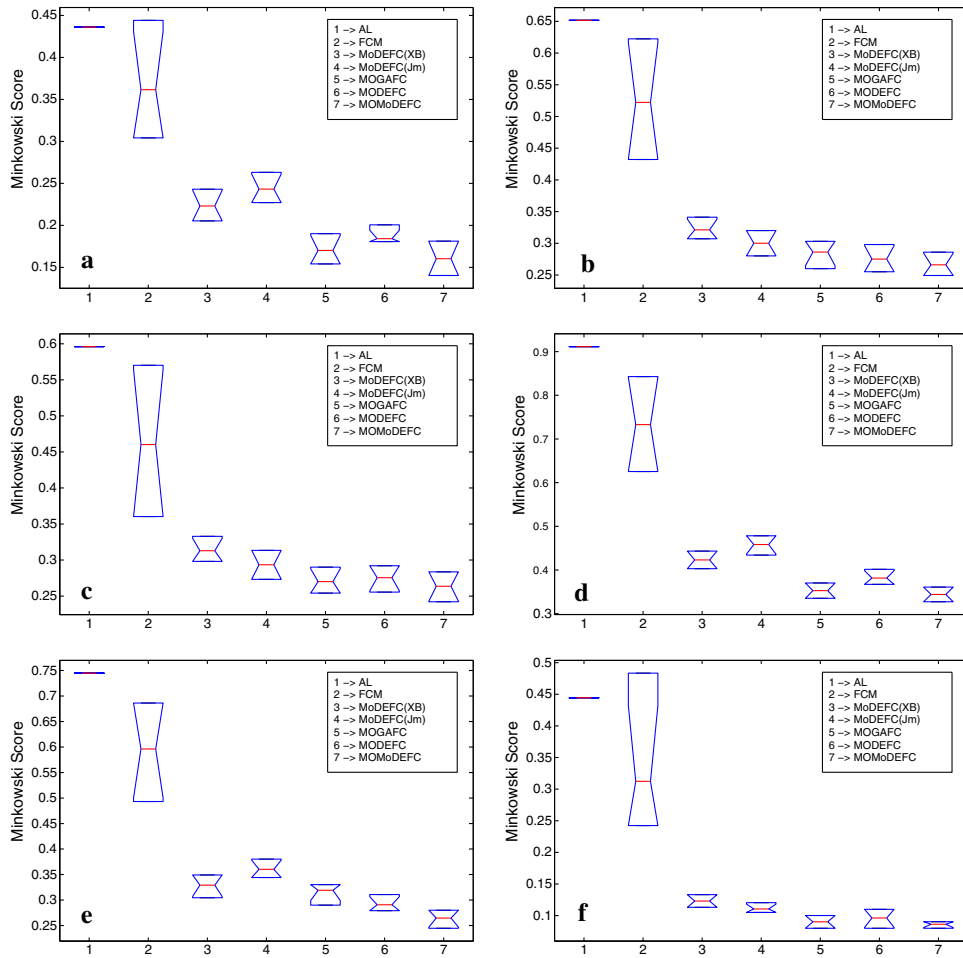 Minkowski Score
0.45
0.35
0.25
0.15
1 −> AL
2 −> FCM
3 −> MoDEFC(XB)
4 −> MoDEFC(Jm)
5 −> MOGAFC
6 −> MODEFC
7 −> MOMoDEFC
a
1 2 3 4 5 6 7
Minkowski Score
0.65
0.6
0.55
0.5
0.45
0.4
0.35
0.3
0.25
1 −> AL
2 −> FCM
3 −> MoDEFC(XB)
4 −> MoDEFC(Jm)
5 −> MOGAFC
6 −> MODEFC
7 −> MOMoDEFC
b
1 2 3 4 5 6 7
Minkowski Score
0.6
0.55
0.5
0.45
0.4
0.35
0.3
0.25
1 −> AL
2 −> FCM
3 −> MoDEFC(XB)
4 −> MoDEFC(Jm)
5 −> MOGAFC
6 −> MODEFC
7 −> MOMoDEFC
c
1 2 3 4 5 6 7
Minkowski Score
0.9
0.8
0.7
0.6
0.5
0.4
0.3
1 −> AL
2 −> FCM
3 −> MoDEFC(XB)
4 −> MoDEFC(Jm)
5 −> MOGAFC
6 −> MODEFC
7 −> MOMoDEFC
d
1 2 3 4 5 6 7
Minkowski Score
0.75
0.7
0.65
0.6
0.55
0.5
0.45
0.4
0.35
0.3
0.25
1 −> AL
2 −> FCM
3 −> MoDEFC(XB)
4 −> MoDEFC(Jm)
5 −> MOGAFC
6 −> MODEFC
7 −> MOMoDEFC
e
1 2 3 4 5 6 7
Minkowski Score
0.5
0.45
0.4
0.35
0.3
0.25
0.2
0.15
0.1
1 −> AL
2 −> FCM
3 −> MoDEFC(XB)
4 −> MoDEFC(Jm)
5 −> MOGAFC
6 −> MODEFC
7 −> MOMoDEFC
f
1 2 3 4 5 6 7